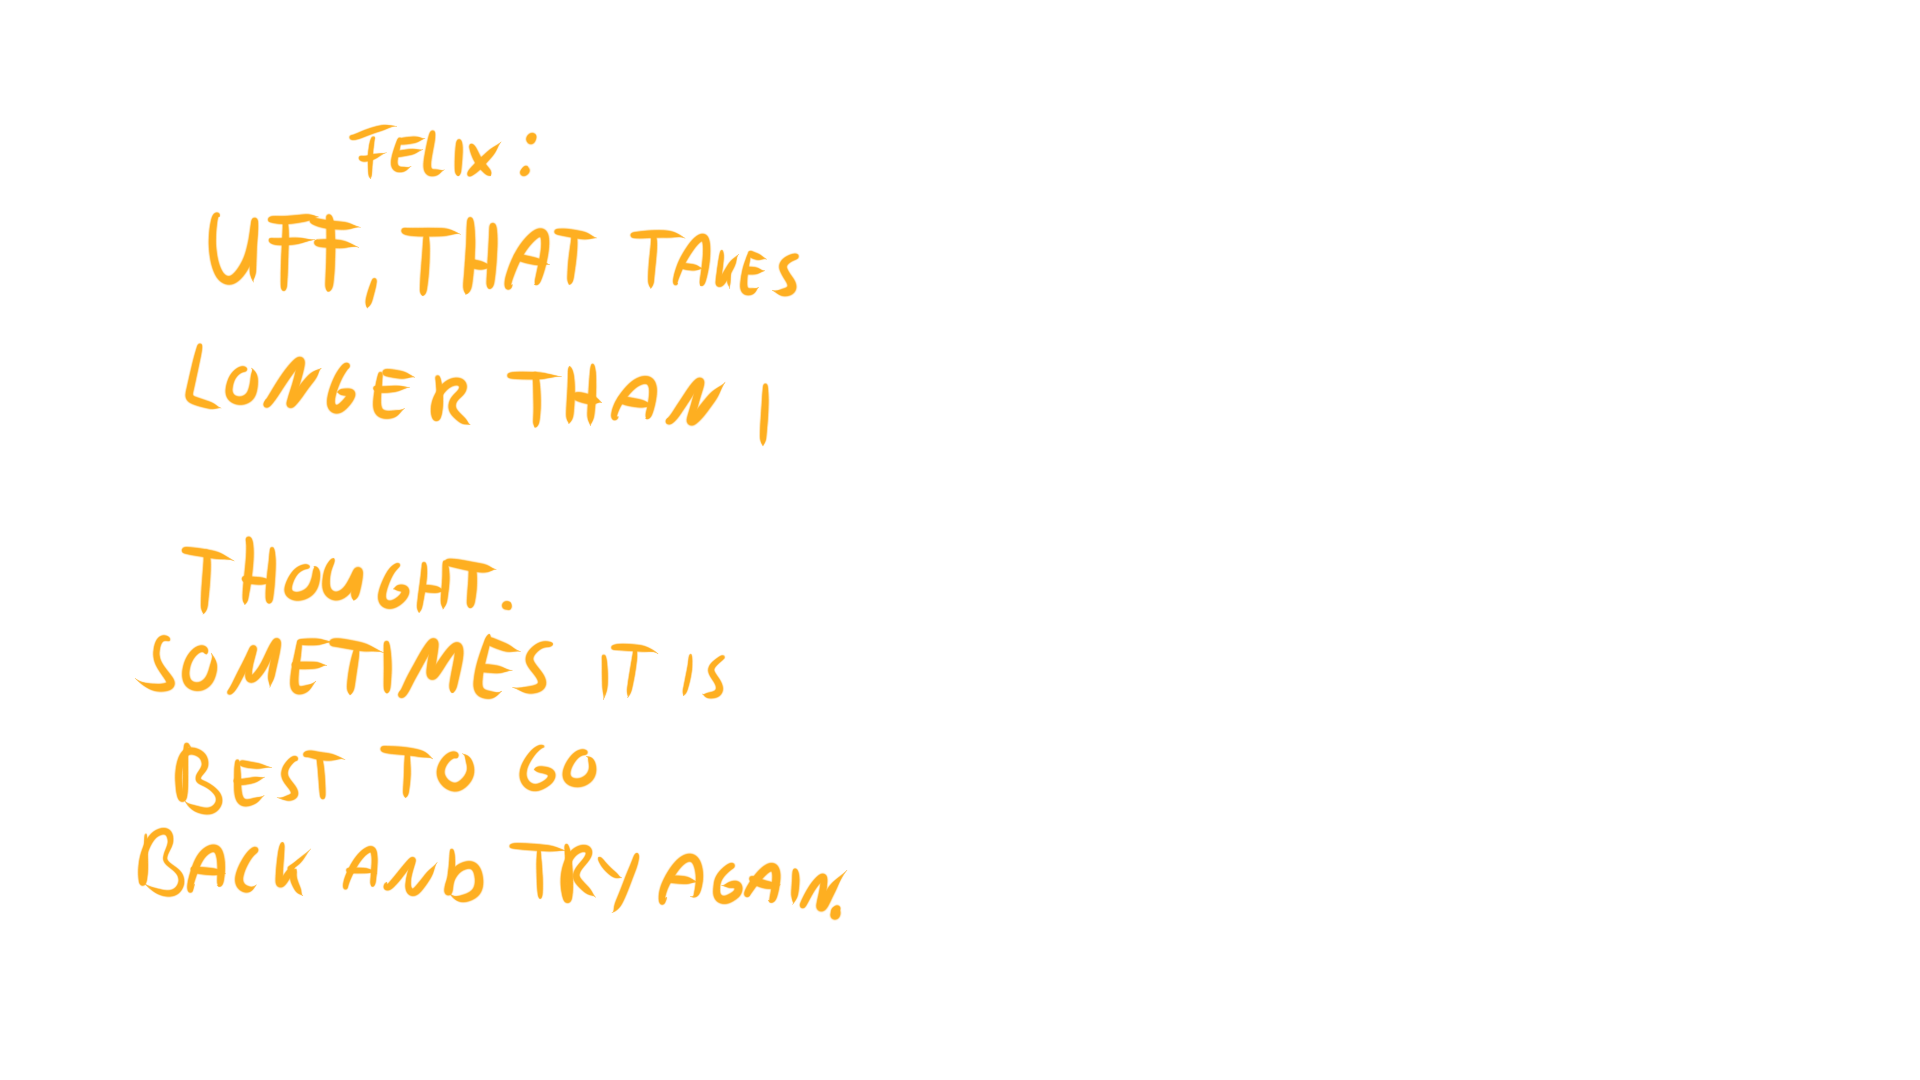 FELIX:
UFF, THAT TAKES
LONGER THAN I
THOUGHT.
SOMETIMES IT IS
BEST TO GO
BACK AND TRY AGAIN.